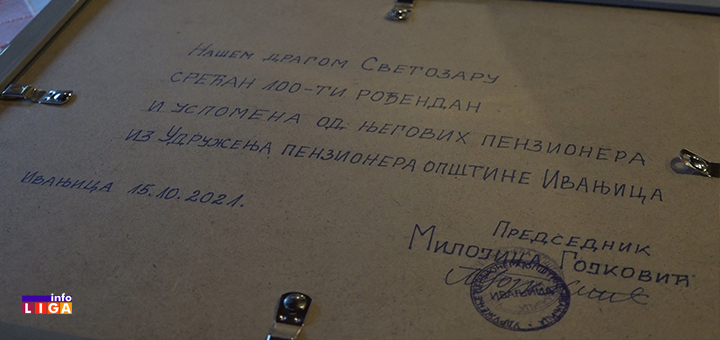 Нашем драгом Светозару
срећан 100-ти рођендан
и успомена од његових пензионера
из Удружења пензионера општине Ивањица
Ивањица 15.10.2021.
Председник
Милојица Гојковић
ИВАЊИЦА
info
LIGA